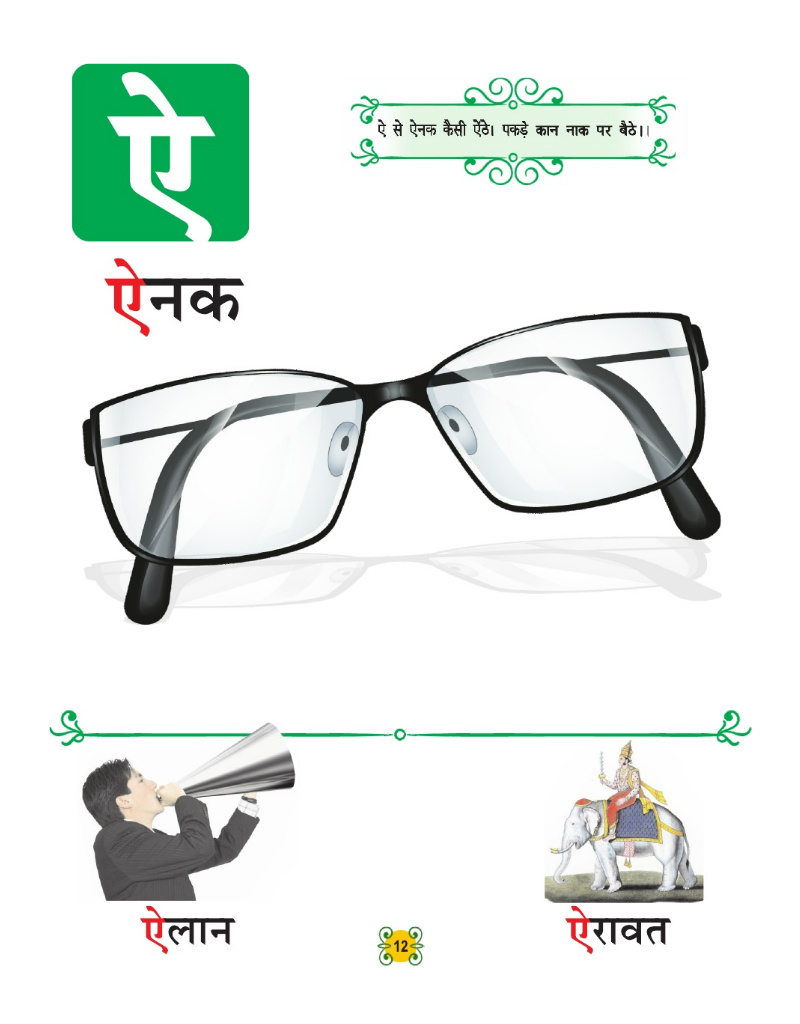 ऐ
ऐ से ऐनक कैसी ऐंठे। पकड़े कान नाक पर बैठे।।
ऐनक
ऐलान
ऐरावत
12